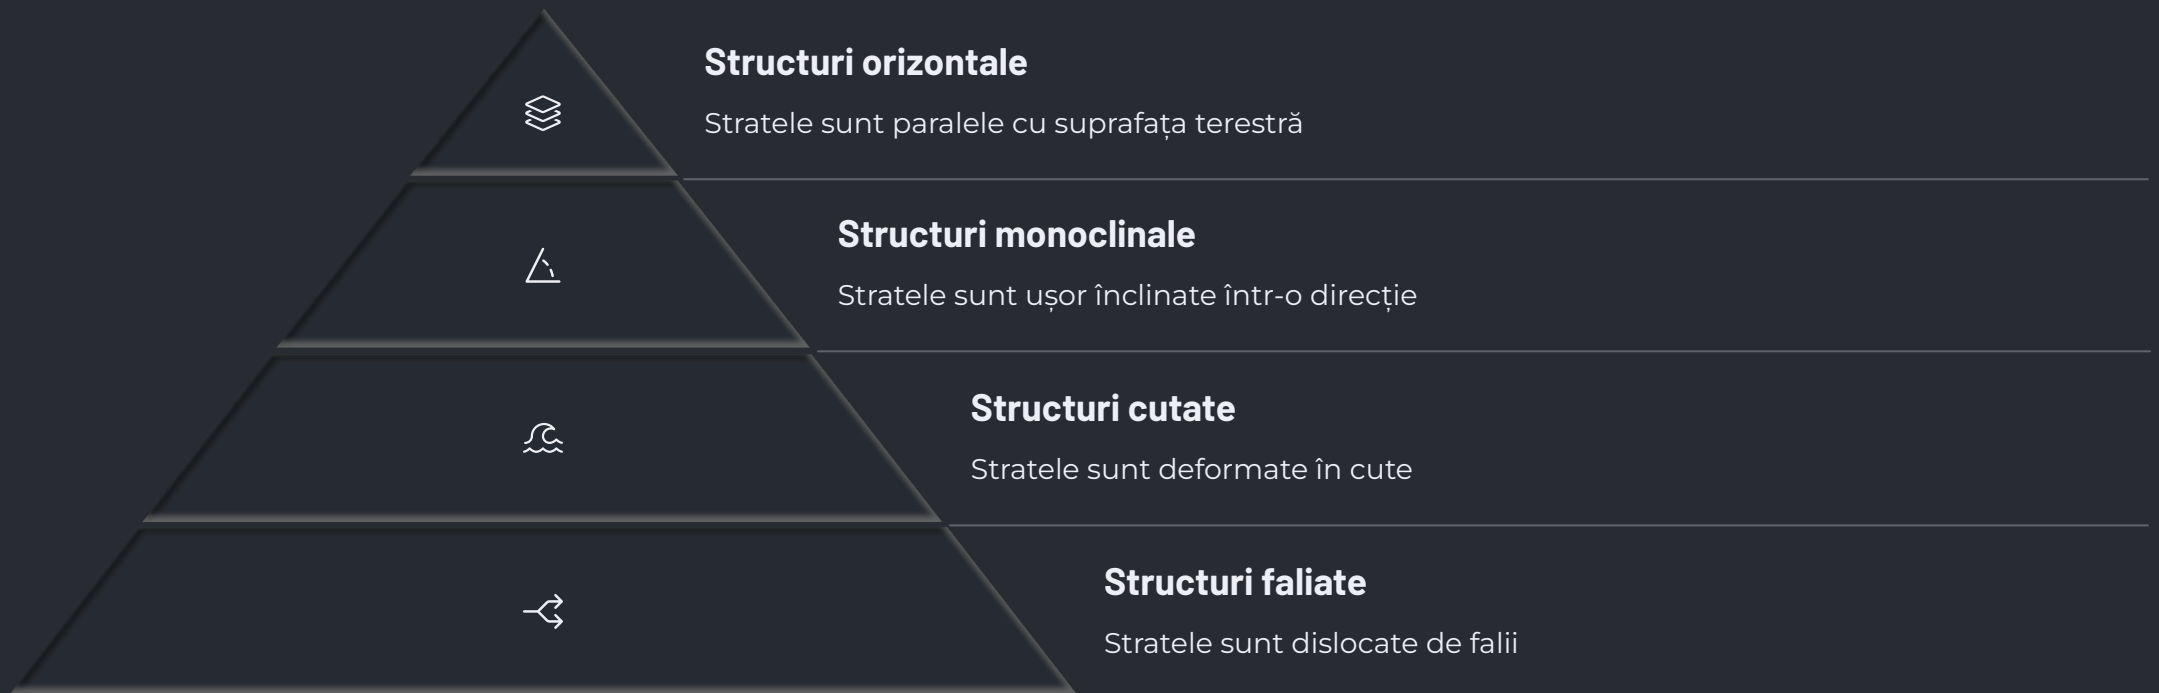 Structuri orizontale
Stratele sunt paralele cu suprafața terestră
Structuri monoclinale
Stratele sunt ușor înclinate într-o direcție
Structuri cutate
Stratele sunt deformate în cute
Structuri faliate
Stratele sunt dislocate de falii